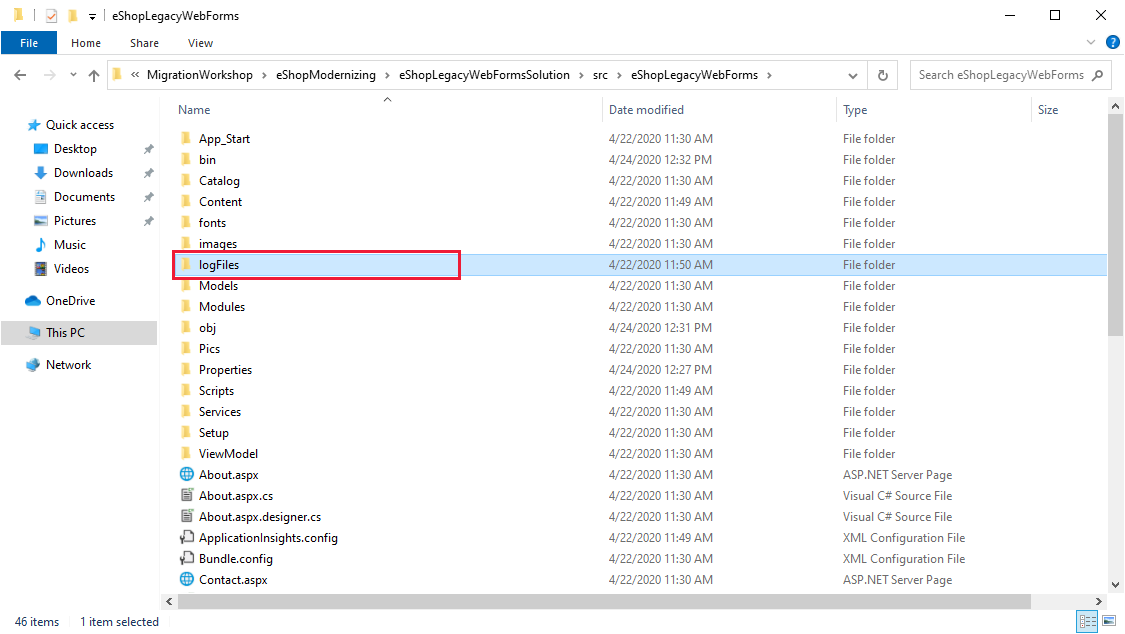 eShopLegacyWebForms
File Home Share View
« MigrationWorkshop › eShopModernizing › eShopLegacyWebFormsSolution › src › eShopLegacyWebForms ›
Search eShopLegacyWebForms
Quick access
Desktop
Downloads
Documents
Pictures
Music
Videos
OneDrive
This PC
Network
Name Date modified Type Size
App_Start 4/22/2020 11:30 AM File folder
bin 4/24/2020 12:32 PM File folder
Catalog 4/22/2020 11:30 AM File folder
Content 4/22/2020 11:49 AM File folder
fonts 4/22/2020 11:30 AM File folder
images 4/22/2020 11:30 AM File folder
logFiles 4/22/2020 11:50 AM File folder
Models 4/22/2020 11:30 AM File folder
Modules 4/22/2020 11:30 AM File folder
obj 4/24/2020 12:31 PM File folder
Pics 4/22/2020 11:30 AM File folder
Properties 4/24/2020 12:27 PM File folder
Scripts 4/22/2020 11:49 AM File folder
Services 4/22/2020 11:30 AM File folder
Setup 4/22/2020 11:30 AM File folder
ViewModel 4/22/2020 11:30 AM File folder
About.aspx 4/22/2020 11:30 AM ASP.NET Server Page
About.aspx.cs 4/22/2020 11:30 AM Visual C# Source File
About.aspx.designer.cs 4/22/2020 11:30 AM Visual C# Source File
ApplicationInsights.config 4/22/2020 11:49 AM XML Configuration File
Bundle.config 4/22/2020 11:30 AM XML Configuration File
Contact.aspx 4/22/2020 11:30 AM ASP.NET Server Page
46 items 1 item selected